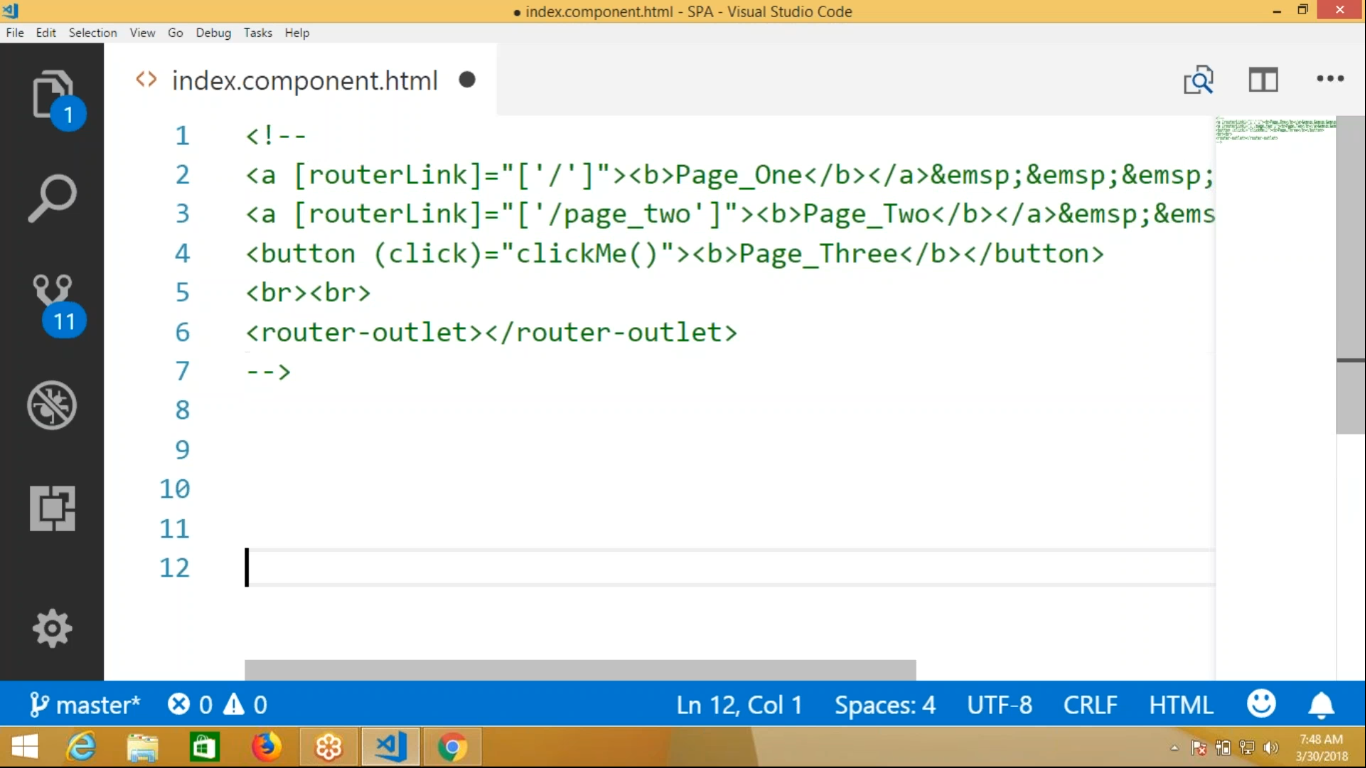 ● index.component.html - SPA - Visual Studio Code
File Edit Selection View Go Debug Tasks Help
<> index.component.html ●
1
1 <!--
2 <a [routerLink]="['/']"><b>Page_One</b></a>&emsp;&emsp;&emsp;
3 <a [routerLink]="['/page_two']"><b>Page_Two</b></a>&emsp;&ems
4 <button (click)="clickMe()"><b>Page_Three</b></button>
5 <br><br>
11
6 <router-outlet></router-outlet>
7 -->
8
9
10
11
12
master* 0 0 Ln 12, Col 1 Spaces: 4 UTF-8 CRLF HTML
7:48 AM
3/30/2018